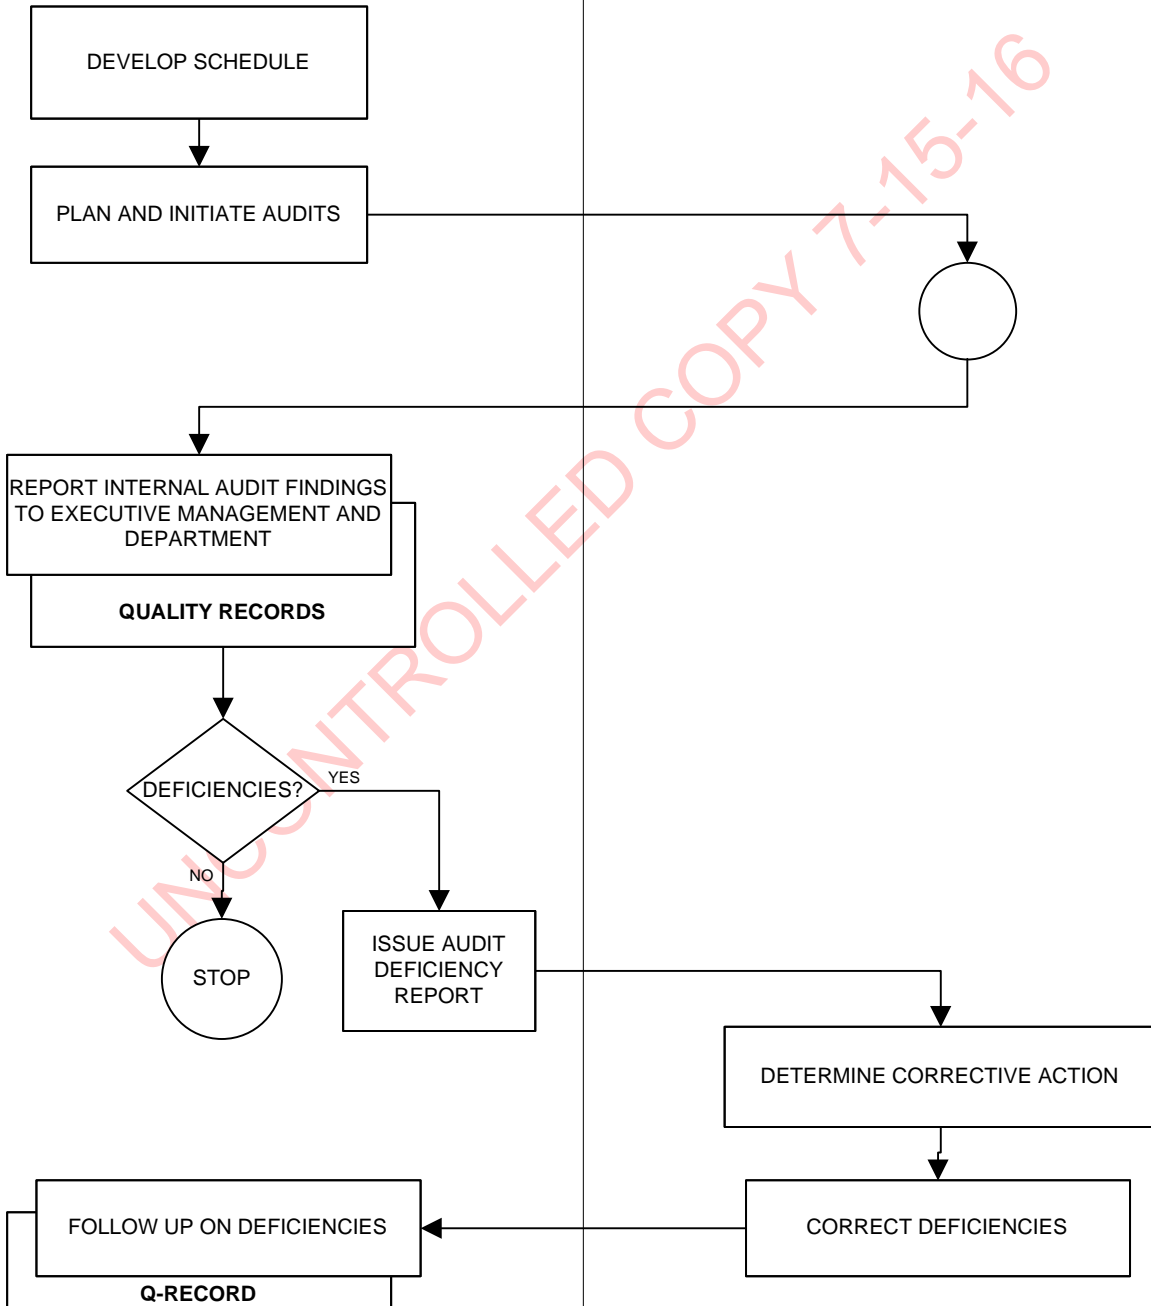 DEVELOP SCHEDULE
PLAN AND INITIATE AUDITS
REPORT INTERNAL AUDIT FINDINGS
TO EXECUTIVE MANAGEMENT AND
DEPARTMENT
QUALITY RECORDS
DEFICIENCIES?
YES
NO
STOP
ISSUE AUDIT
DEFICIENCY
REPORT
DETERMINE CORRECTIVE ACTION
CORRECT DEFICIENCIES
FOLLOW UP ON DEFICIENCIES
Q-RECORD
UNCONTROLLED COPY 7-15-16